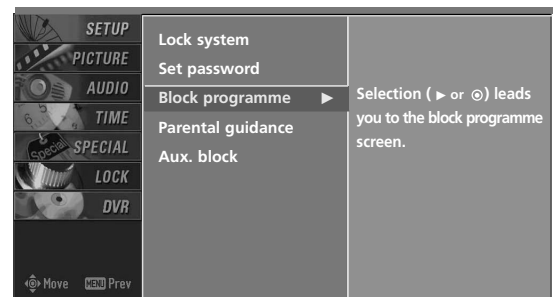 SETUP
PICTURE
AUDIO
TIME
SPECIAL
LOCK
DVR
Move MENU Prev
Lock system
Set password
Block programme ►
Parental guidance
Aux. block
Selection ( ► or ◉) leads
you to the block programme
screen.